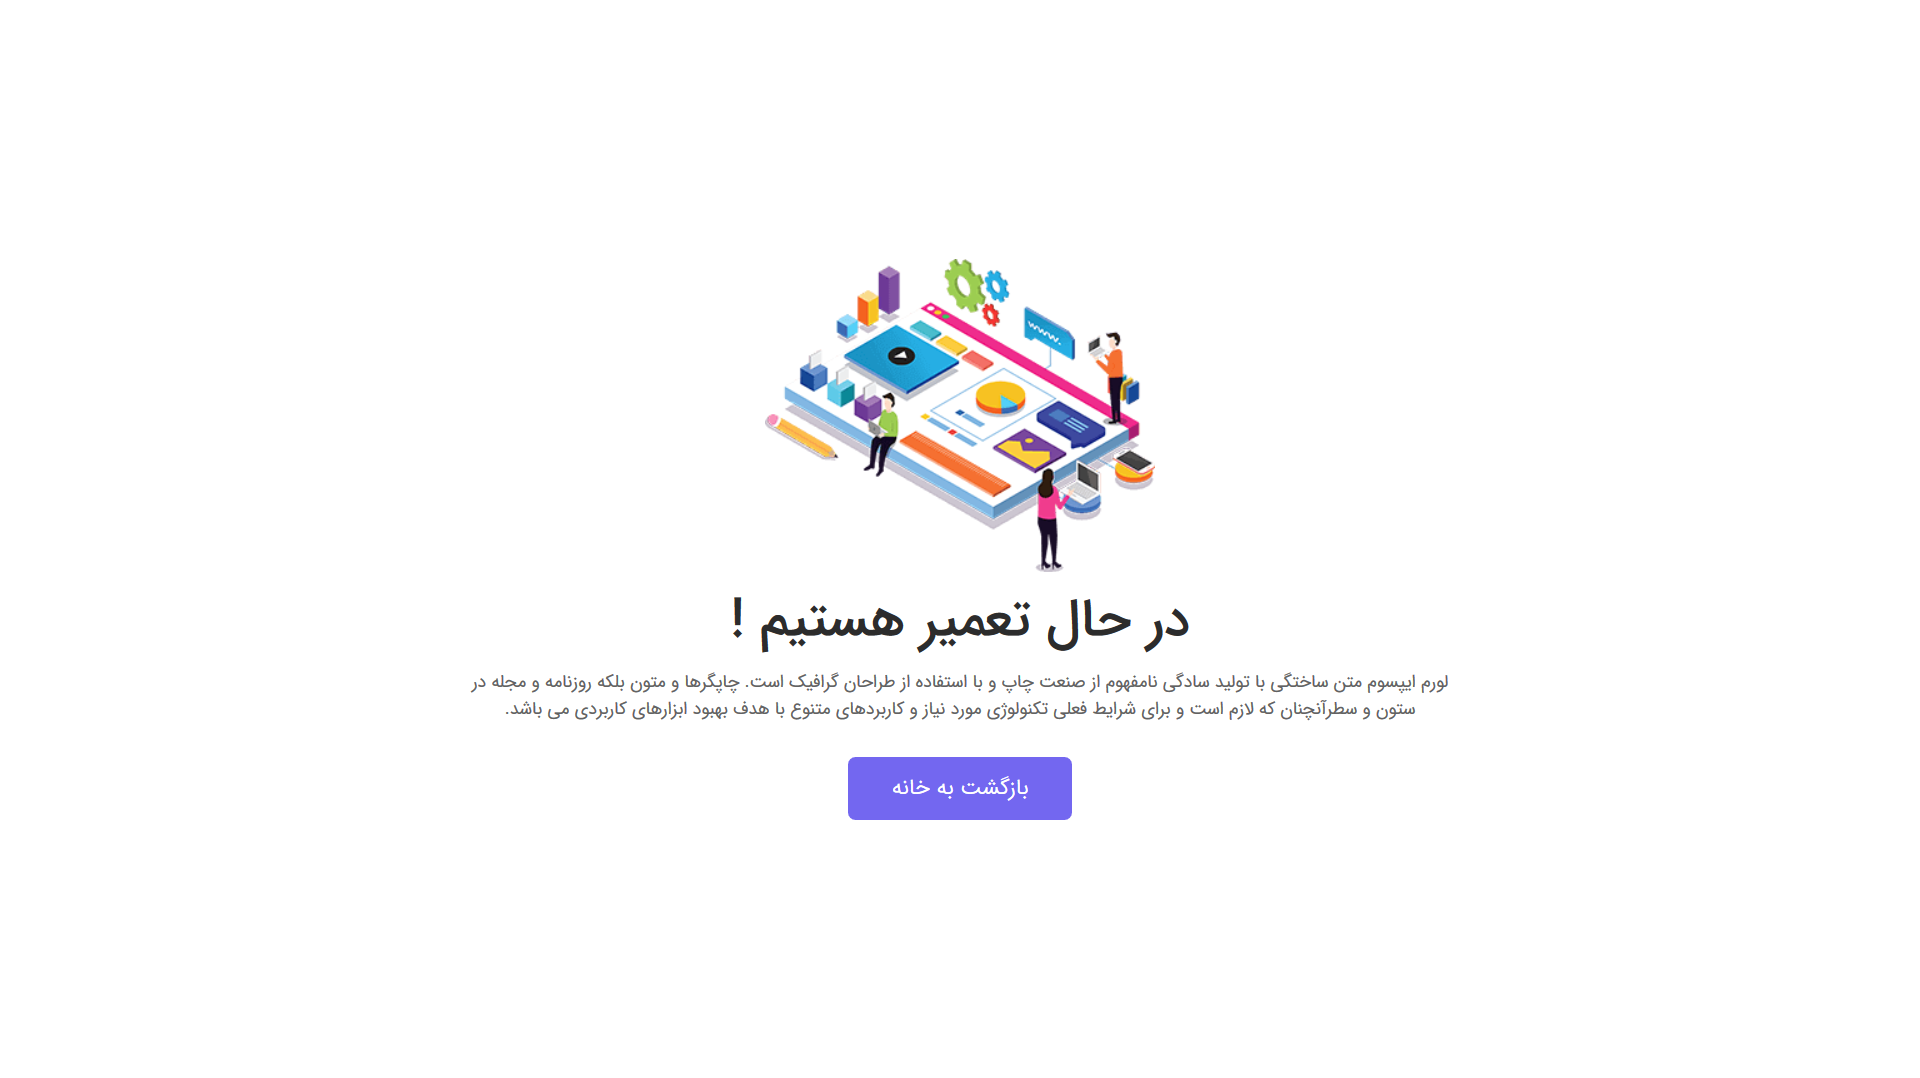 در حال تعمیر هستیم !
لورم ایپسوم متن ساختگی با تولید سادگی نامفهوم از صنعت چاپ و با استفاده از طراحان گرافیک است. چاپگرها و متون بلکه روزنامه و مجله در
ستون و سطرآنچنان که لازم است و برای شرایط فعلی تکنولوژی مورد نیاز و کاربردهای متنوع با هدف بهبود ابزارهای کاربردی می باشد.
بازگشت به خانه